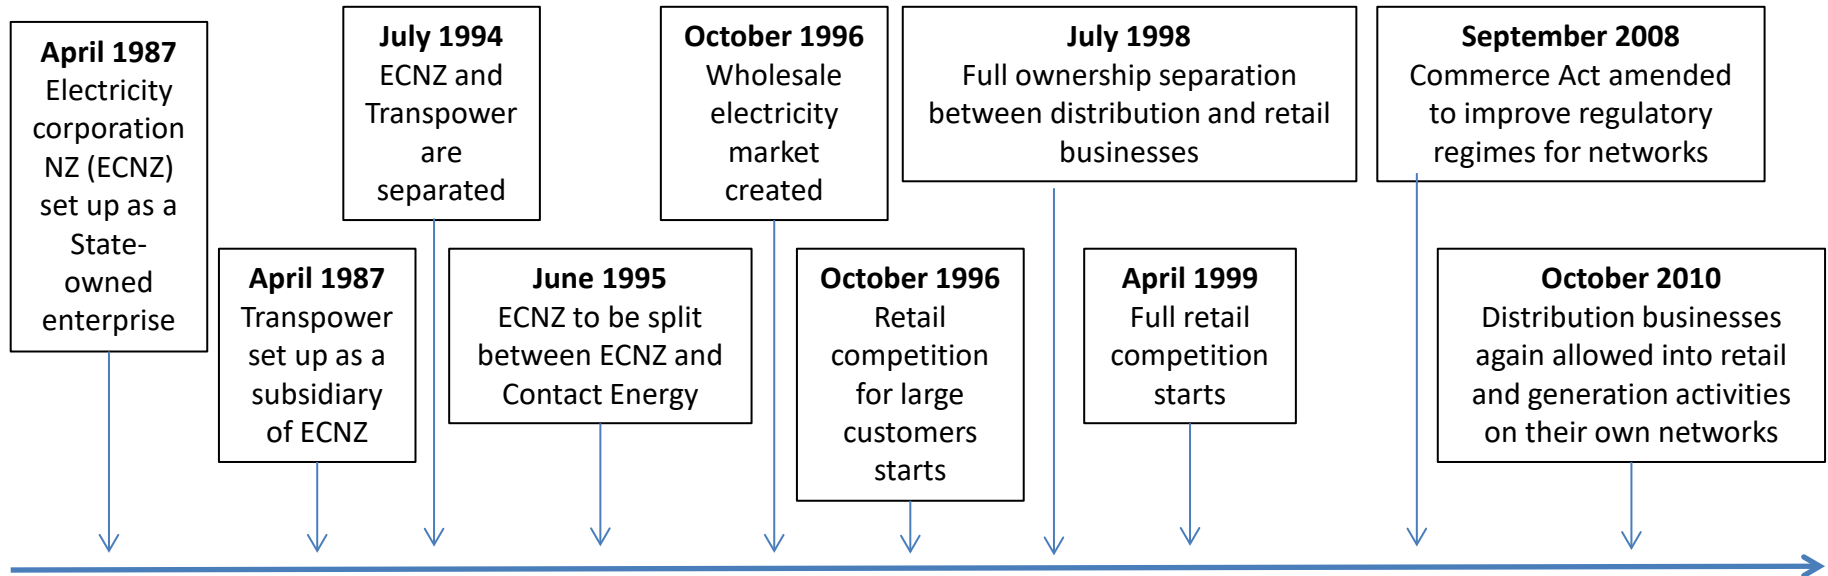 April 1987
Electricity
corporation
NZ (ECNZ)
set up as a
State-
owned
enterprise
April 1987
Transpower
set up as a
subsidiary
of ECNZ
July 1994
ECNZ and
Transpower
are
separated
June 1995
ECNZ to be split
between ECNZ and
Contact Energy
October 1996
Wholesale
electricity
market
created
October 1996
Retail
competition
for large
customers
starts
July 1998
Full ownership separation
between distribution and retail
businesses
April 1999
Full retail
competition
starts
September 2008
Commerce Act amended
to improve regulatory
regimes for networks
October 2010
Distribution businesses
again allowed into retail
and generation activities
on their own networks